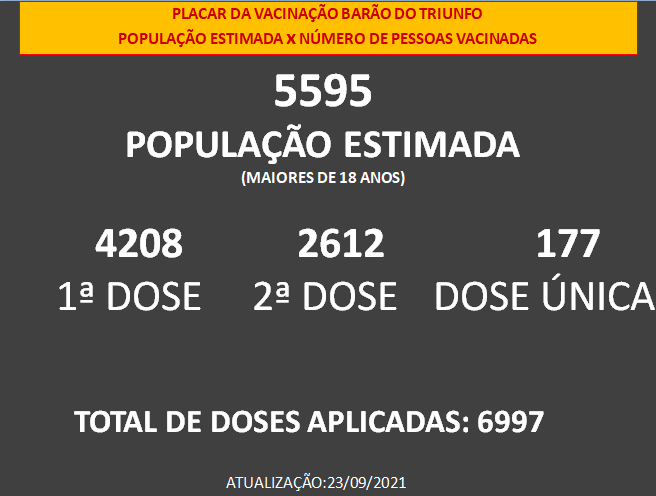 PLACAR DA VACINAÇÃO BARÃO DO TRIUNFO
POPULAÇÃO ESTIMADA X NÚMERO DE PESSOAS VACINADAS
5595
POPULAÇÃO ESTIMADA
(MAIORES DE 18 ANOS)
4208 2612 177
1ª DOSE 2ª DOSE DOSE ÚNICA
TOTAL DE DOSES APLICADAS: 6997
ATUALIZAÇÃO:23/09/2021